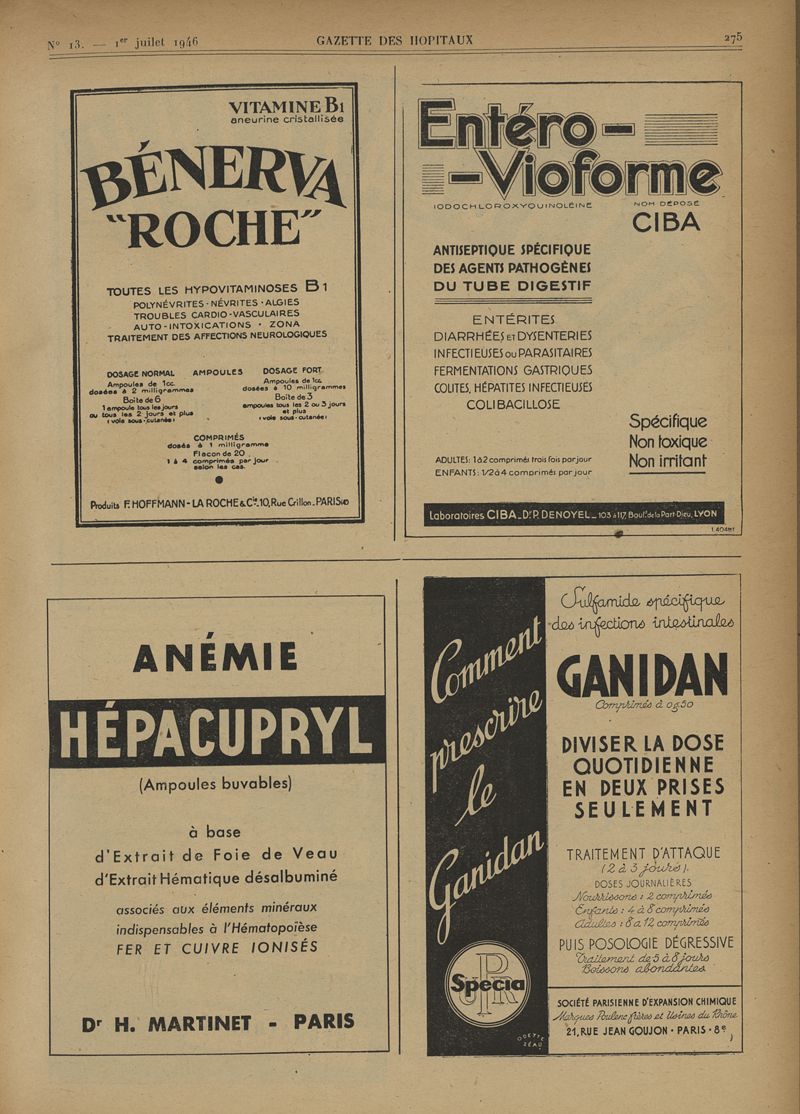 N° 13. — 1er juillet 1946
GAZETTE DES HOPITAUX
275
VITAMINE B1
aneurine cristallisée
BÉNERVA
"ROCHE"
TOUTES LES HYPOVITAMINOSES B1
POLYNÉVRITES - NÉVRITES - ALGIES
TROUBLES CARDIO-VASCULAIRES
AUTO-INTOXICATIONS - ZONA
TRAITEMENT DES AFFECTIONS NEUROLOGIQUES
DOSAGE NORMAL AMPOULES DOSAGE FORT
Ampoules de 1cc.
dosées à 2 milligrammes
Boîte de 6
1 ampoule tous les jours
ou tous les 2 jours et plus
(voie sous-cutanée)
Ampoules de 1cc.
dosées à 10 milligrammes
Boîte de 3
ampoules tous les 2 ou 3 jours
et plus
(voie sous-cutanée)
COMPRIMÉS
dosés à 1 milligramme
Flacon de 20
1 à 4 comprimés par jour
selon les cas.
Produits F. HOFFMANN-LA ROCHE & Cie. 10, Rue Crillon_PARIS
Entéro-
-Vioforme
IODOCHLOROXYQUINOLÉINE
NOM DÉPOSÉ
CIBA
ANTISEPTIQUE SPÉCIFIQUE
DES AGENTS PATHOGÈNES
DU TUBE DIGESTIF
ENTÉRITES
DIARRHÉES ET DYSENTERIES
INFECTIEUSES OU PARASITAIRES
FERMENTATIONS GASTRIQUES
COLITES, HÉPATITES INFECTIEUSES
COLIBACILLOSE
Spécifique
Non toxique
Non irritant
ADULTES: 1 à 2 comprimés trois fois par jour
ENFANTS: 1/2 à 4 comprimés par jour
Laboratoires CIBA_Dr. P. DENOYEL_103 à 117, Boul. de la Part-Dieu, LYON
ANÉMIE
HÉPACUPRYL
(Ampoules buvables)
à base
d'Extrait de Foie de Veau
d'Extrait Hématique désalbuminé
associés aux éléments minéraux
indispensables à l'Hématopoïèse
FER ET CUIVRE IONISÉS
Dr H. MARTINET - PARIS
Comment
prescrire
le
Ganidan
SPECIA
PR
ODETTE
ZÉAU
Sulfamide spécifique
des infections intestinales
GANIDAN
Comprimés à 0g50
DIVISER LA DOSE
QUOTIDIENNE
EN DEUX PRISES
SEULEMENT
TRAITEMENT D'ATTAQUE
(2 à 3 jours).
DOSES JOURNALIÈRES
Nourrissons : 2 comprimés
Enfants : 4 à 8 comprimés
Adultes : 8 à 12 comprimés
PUIS POSOLOGIE DÉGRESSIVE
Traitement de 5 à 8 jours
Boissons abondantes.
SOCIÉTÉ PARISIENNE D'EXPANSION CHIMIQUE
Marques Poulenc frères et Usines du Rhône
21, RUE JEAN GOUJON - PARIS - 8e